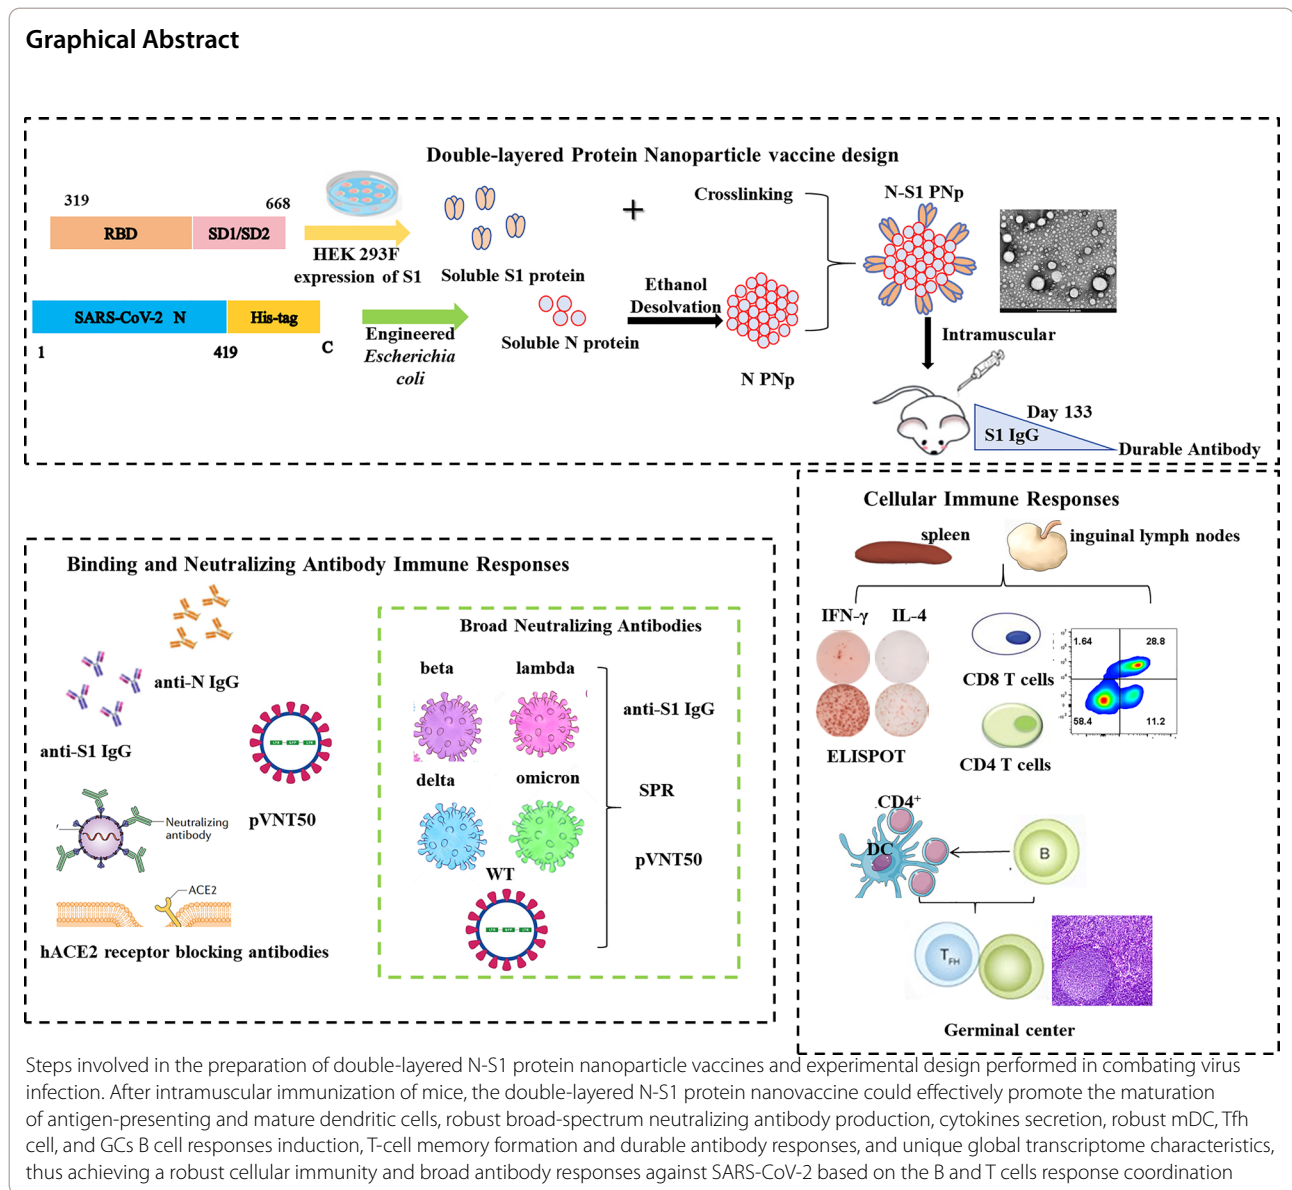 Graphical Abstract
Double-layered Protein Nanoparticle vaccine design
319
668
RBD
SD1/SD2
HEK 293F
expression of S1
Soluble S1 protein
+
Crosslinking
N-S1 PNp
SARS-CoV-2 N
His-tag
1
419
C
Engineered
Escherichia
coli
Soluble N protein
Ethanol
Desolvation
N PNp
Intramuscular
Day 133
S1 IgG
Durable Antibody
Binding and Neutralizing Antibody Immune Responses
anti-N IgG
anti-S1 IgG
pVNT50
Neutralizing
antibody
ACE2
hACE2 receptor blocking antibodies
Broad Neutralizing Antibodies
beta
lambda
delta
omicron
WT
anti-S1 IgG
SPR
pVNT50
Cellular Immune Responses
spleen
inguinal lymph nodes
IFN-γ
IL-4
ELISPOT
CD8 T cells
CD4 T cells
1.64
28.8
58.4
11.2
CD4⁺
DC
B
TFH
Germinal center
Steps involved in the preparation of double-layered N-S1 protein nanoparticle vaccines and experimental design performed in combating virus
infection. After intramuscular immunization of mice, the double-layered N-S1 protein nanovaccine could effectively promote the maturation
of antigen-presenting and mature dendritic cells, robust broad-spectrum neutralizing antibody production, cytokines secretion, robust mDC, Tfh
cell, and GCs B cell responses induction, T-cell memory formation and durable antibody responses, and unique global transcriptome characteristics,
thus achieving a robust cellular immunity and broad antibody responses against SARS-CoV-2 based on the B and T cells response coordination